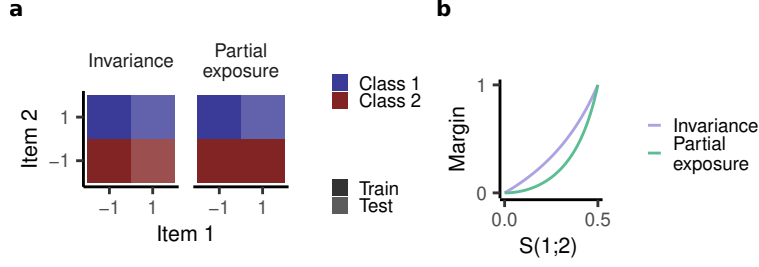 a
Invariance
Partial
exposure
Item 2
1
−1
−1
1
−1
1
Item 1
Class 1
Class 2
Train
Test
b
Margin
1
0
0.0
0.5
S(1;2)
Invariance
Partial
exposure